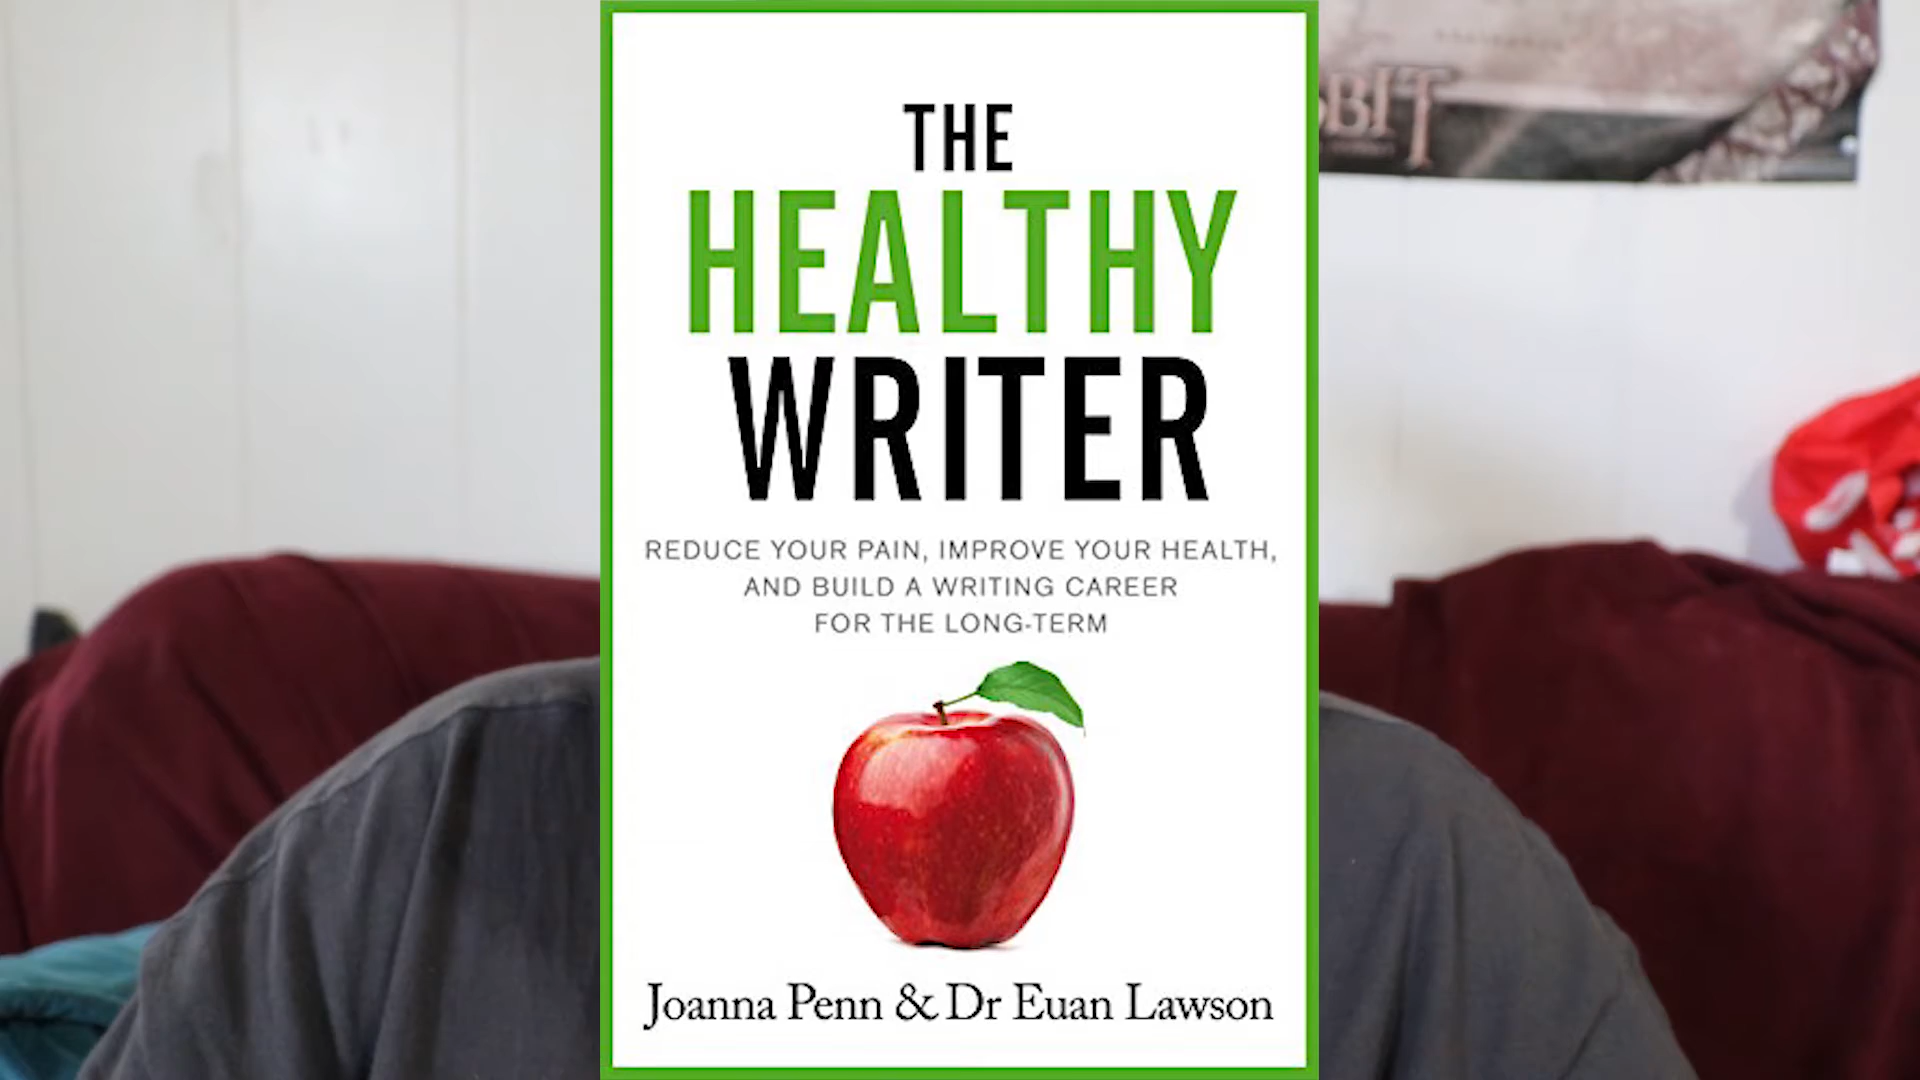 THE
HEALTHY
WRITER
REDUCE YOUR PAIN, IMPROVE YOUR HEALTH,
AND BUILD A WRITING CAREER
FOR THE LONG-TERM
Joanna Penn & Dr Euan Lawson